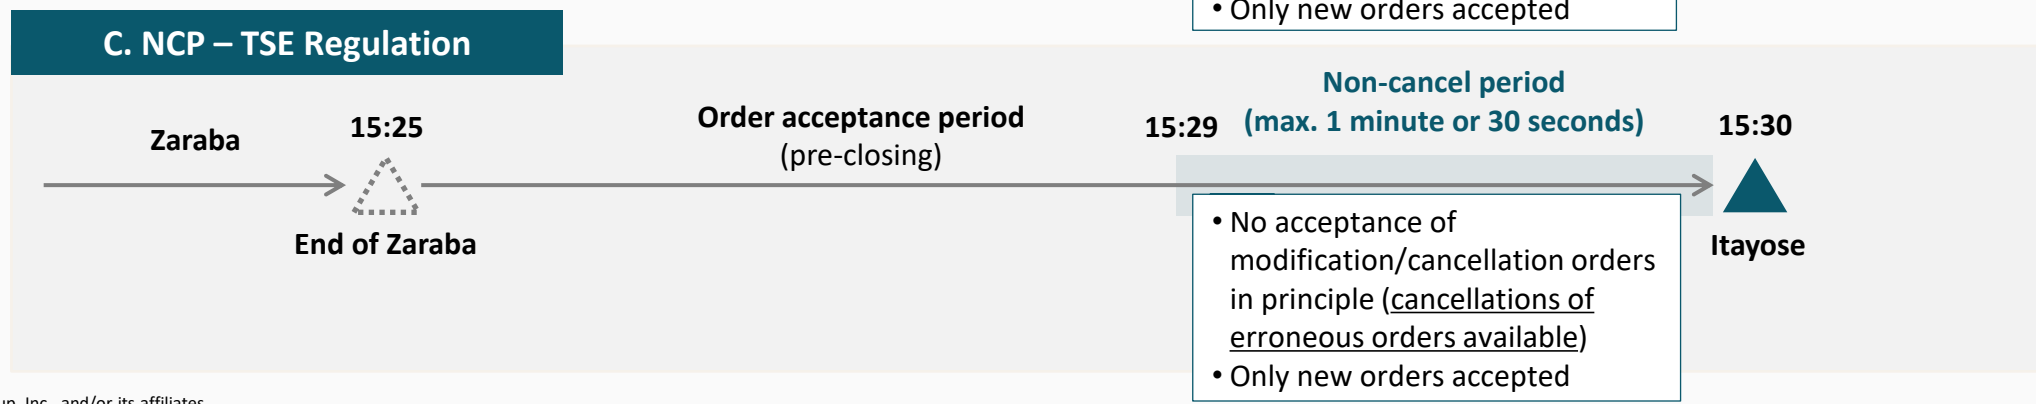 • Only new orders accepted
C. NCP – TSE Regulation
Zaraba
15:25
End of Zaraba
Order acceptance period
(pre-closing)
15:29
Non-cancel period
(max. 1 minute or 30 seconds)
15:30
Itayose
• No acceptance of
modification/cancellation orders
in principle (cancellations of
erroneous orders available)
• Only new orders accepted
Inc., and/or its affiliates